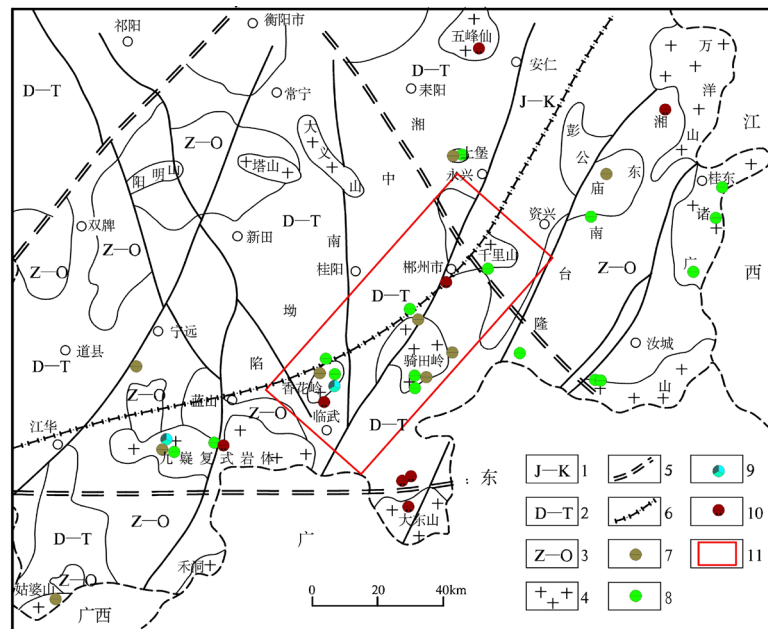 祁阳
衡阳市
五峰仙
万
洋
山
D—T
D—T
安仁
耒阳
J—K
江
常宁
湘
湘
大
义
山
彭
公
庙
东
Z—O
塔山
上堡
中
永兴
桂东
阳明山
诸
双牌
D—T
资兴
新田
南
千里山
南
Z—O
郴州市
桂阳
台
广
西
Z—O
Z—O
D—T
坳
隆
宁远
汝城
道县
骑田岭
D—T
陷
香花岭
山
Z—O
蓝山
Z—O
临武
D—T
江华
九嶷复式岩体
东
Z—O
大东山
D—T
广
禾洞
Z—O
姑婆山
广西
0
20
40km
J—K 1
5
9
D—T 2
6
10
Z—O 3
7
11
4
8